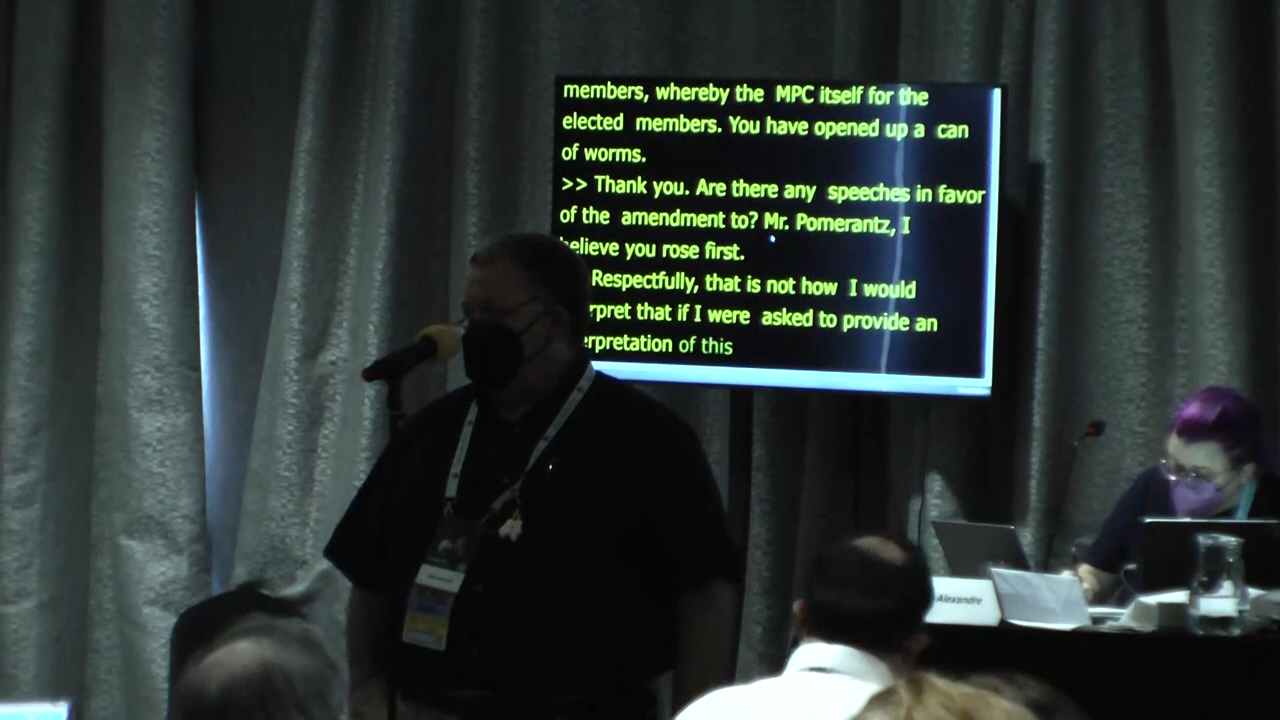 members, whereby the MPC itself for the
elected members. You have opened up a can
of worms.
>> Thank you. Are there any speeches in favor
of the amendment to? Mr. Pomerantz, I
believe you rose first.
Respectfully, that is not how I would
rpret that if I were asked to provide an
erpretation of this
Alexandre